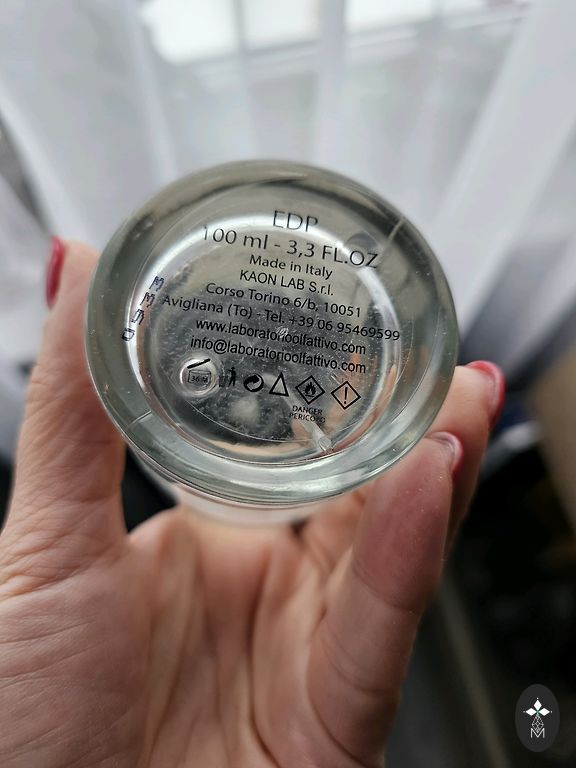 EDP
100 ml - 3,3 FL.OZ
Made in Italy
KAON LAB S.r.l.
Corso Torino 6/b, 10051
Avigliana (To) - Tel. +39 06 95469599
www.laboratorioolfattivo.com
info@laboratorioolfattivo.com
36M
DANGER
PERICOLO